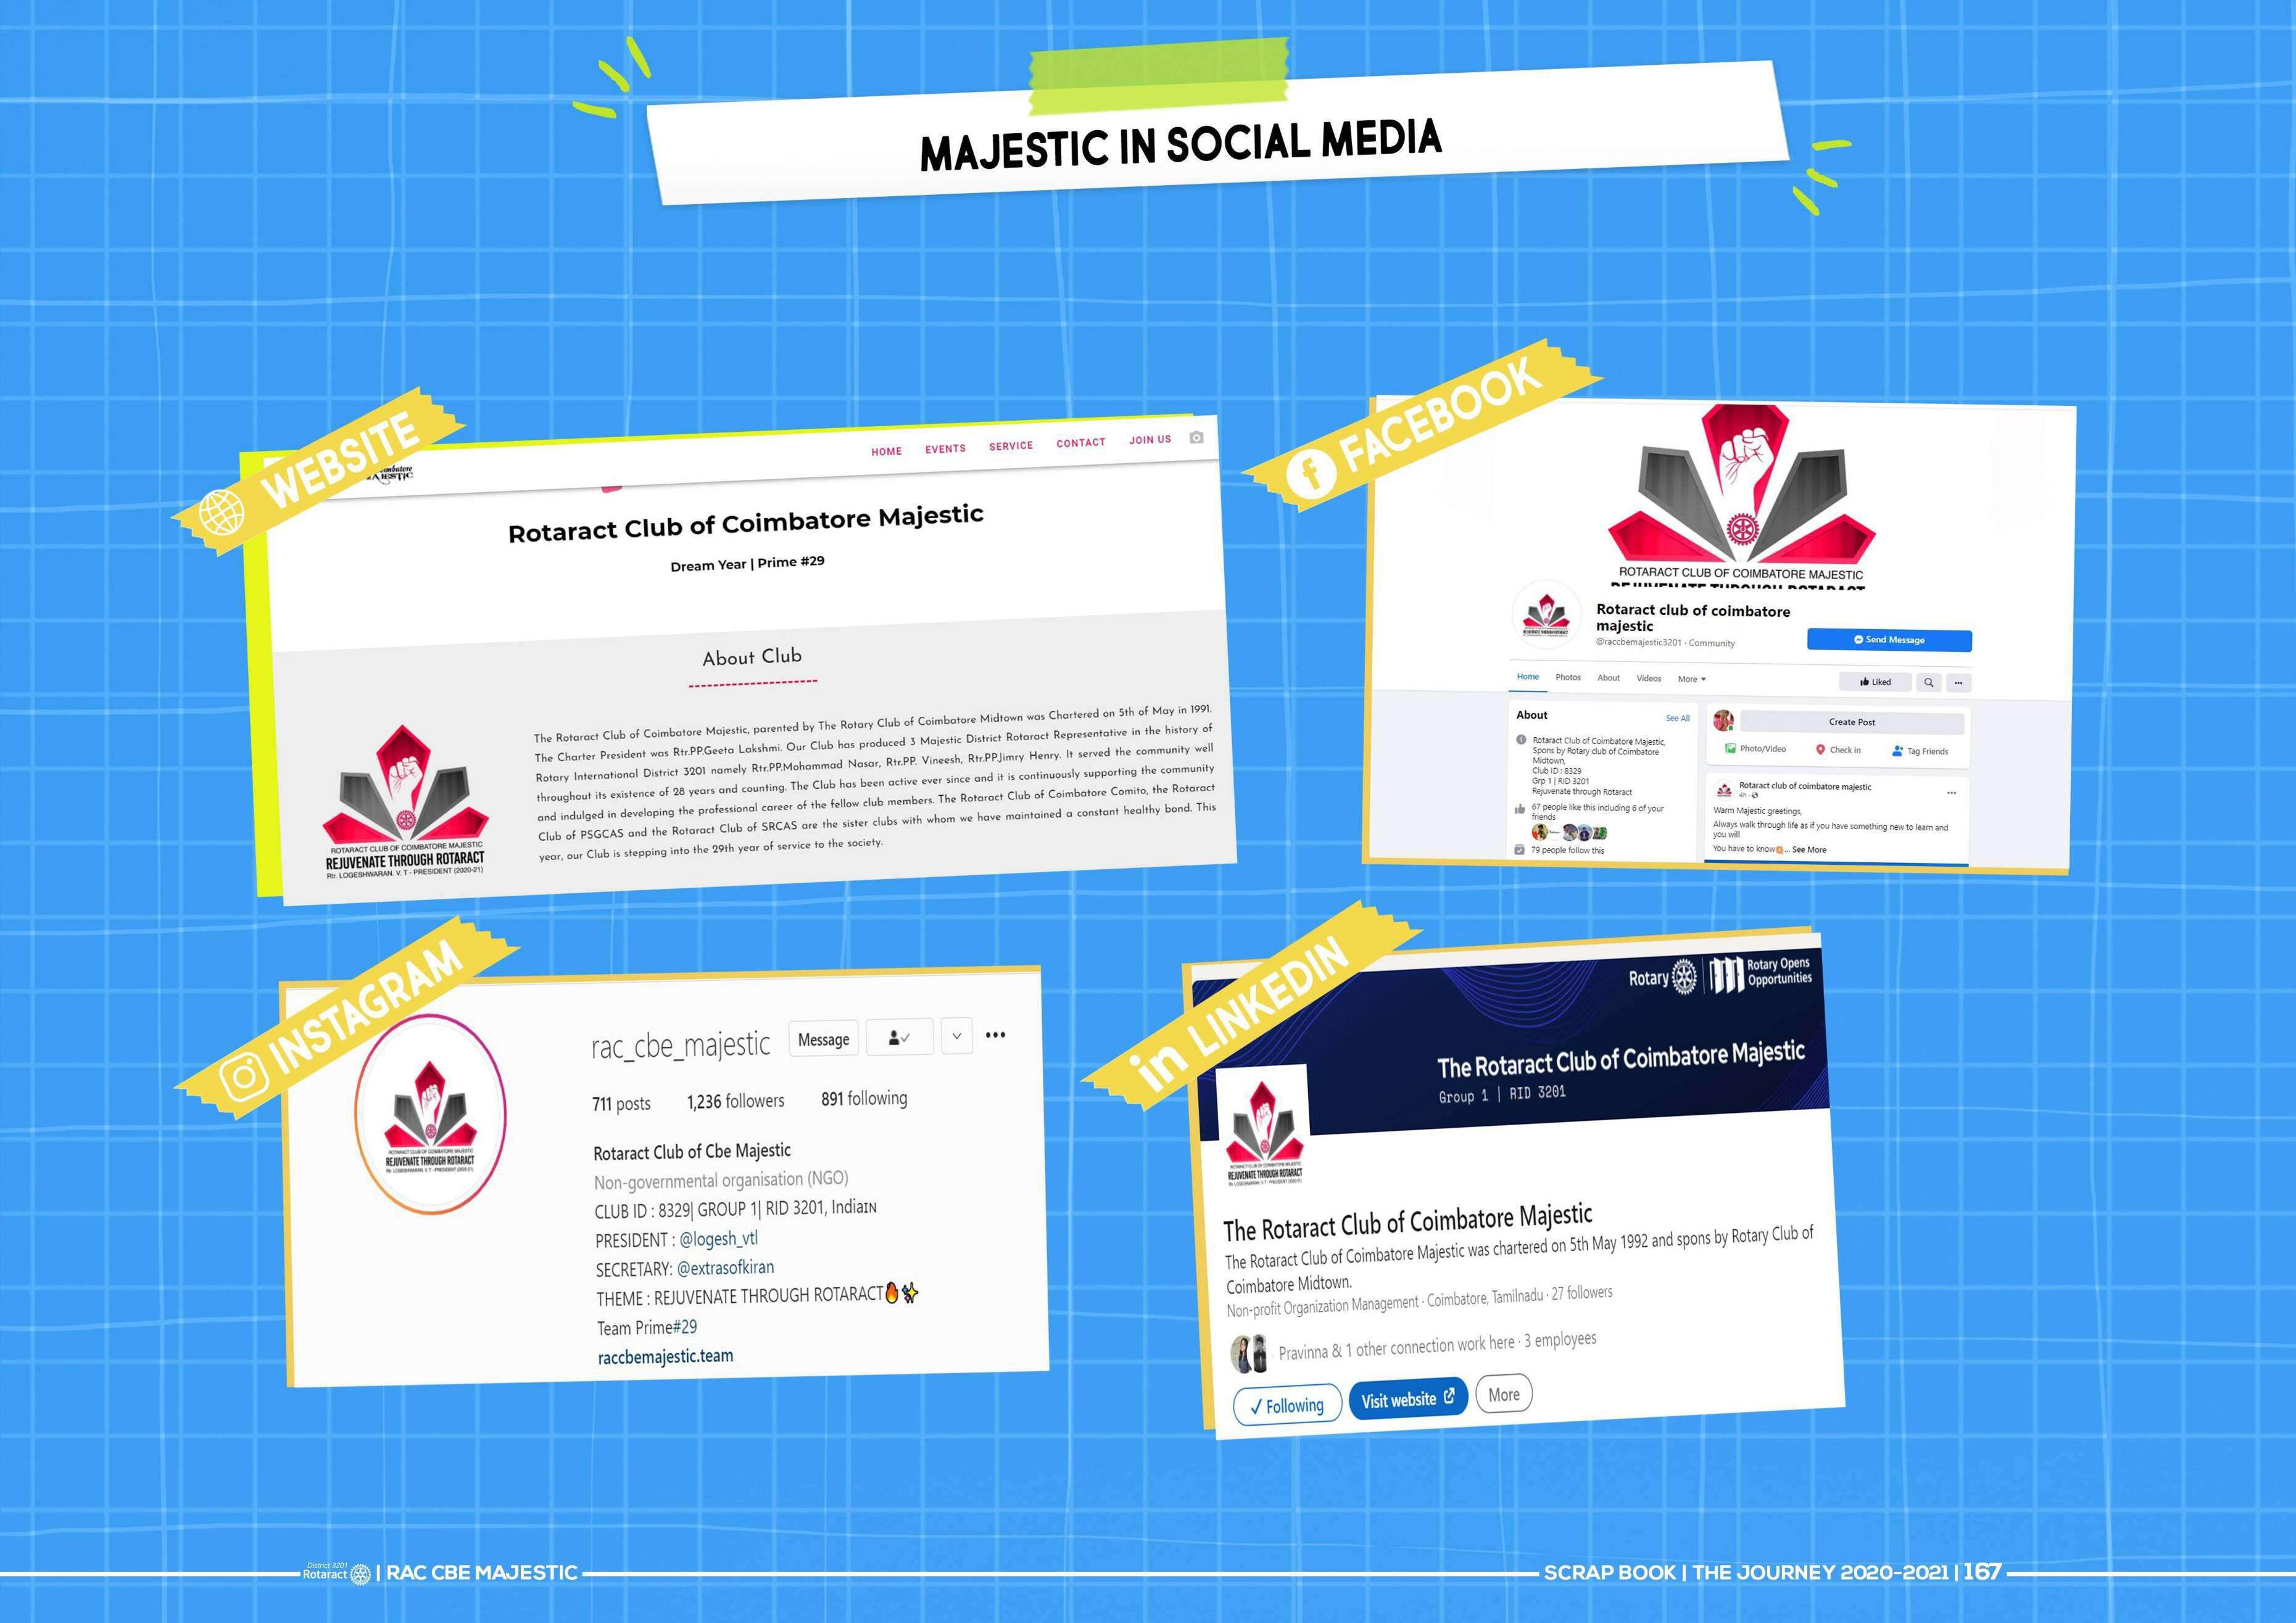 MAJESTIC IN SOCIAL MEDIA
WEBSITE
HOME EVENTS SERVICE CONTACT JOIN US
Rotaract Club of Coimbatore Majestic
Dream Year | Prime #29
About Club
The Rotaract Club of Coimbatore Majestic, parented by The Rotary Club of Coimbatore Midtown was Chartered on 5th of May in 1991.
The Charter President was Rtr.PP.Geeta Lakshmi. Our Club has produced 3 Majestic District Rotaract Representative in the history of
Rotary International District 3201 namely Rtr.PP.Mohammad Nasar, Rtr.PP. Vineesh, Rtr.PP.Jimry Henry. It served the community well
throughout its existence of 28 years and counting. The Club has been active ever since and it is continuously supporting the community
and indulged in developing the professional career of the fellow club members. The Rotaract Club of Coimbatore Comito, the Rotaract
Club of PSGCAS and the Rotaract Club of SRCAS are the sister clubs with whom we have maintained a constant healthy bond. This
year, our Club is stepping into the 29th year of service to the society.
ROTARACT CLUB OF COIMBATORE MAJESTIC
REJUVENATE THROUGH ROTARACT
Rtr. LOGESHWARAN. V. T - PRESIDENT (2020-21)
FACEBOOK
ROTARACT CLUB OF COIMBATORE MAJESTIC
REJUVENATE THROUGH ROTARACT
Rotaract club of coimbatore
majestic
@raccbemajestic3201 · Community
Send Message
Home Photos About Videos More
Liked
About
See All
Rotaract Club of Coimbatore Majestic,
Spons by Rotary club of Coimbatore
Midtown,
Club ID : 8329
Grp 1 | RID 3201
Rejuvenate through Rotaract
67 people like this including 6 of your
friends
79 people follow this
Create Post
Photo/Video Check in Tag Friends
Rotaract club of coimbatore majestic
4h
Warm Majestic greetings,
Always walk through life as if you have something new to learn and
you will
You have to know💥... See More
INSTAGRAM
REJUVENATE THROUGH ROTARACT
rac_cbe_majestic Message
711 posts 1,236 followers 891 following
Rotaract Club of Cbe Majestic
Non-governmental organisation (NGO)
CLUB ID : 8329| GROUP 1| RID 3201, IndiaIN
PRESIDENT : @logesh_vtl
SECRETARY: @extrasofkiran
THEME : REJUVENATE THROUGH ROTARACT🔥✨
Team Prime#29
raccbemajestic.team
in LINKEDIN
Rotary
Rotary Opens
Opportunities
The Rotaract Club of Coimbatore Majestic
Group 1 | RID 3201
REJUVENATE THROUGH ROTARACT
The Rotaract Club of Coimbatore Majestic
The Rotaract Club of Coimbatore Majestic was chartered on 5th May 1992 and spons by Rotary Club of
Coimbatore Midtown.
Non-profit Organization Management · Coimbatore, Tamilnadu · 27 followers
Pravinna & 1 other connection work here · 3 employees
✓ Following Visit website More
District 3201
Rotaract | RAC CBE MAJESTIC
SCRAP BOOK | THE JOURNEY 2020-2021 | 167